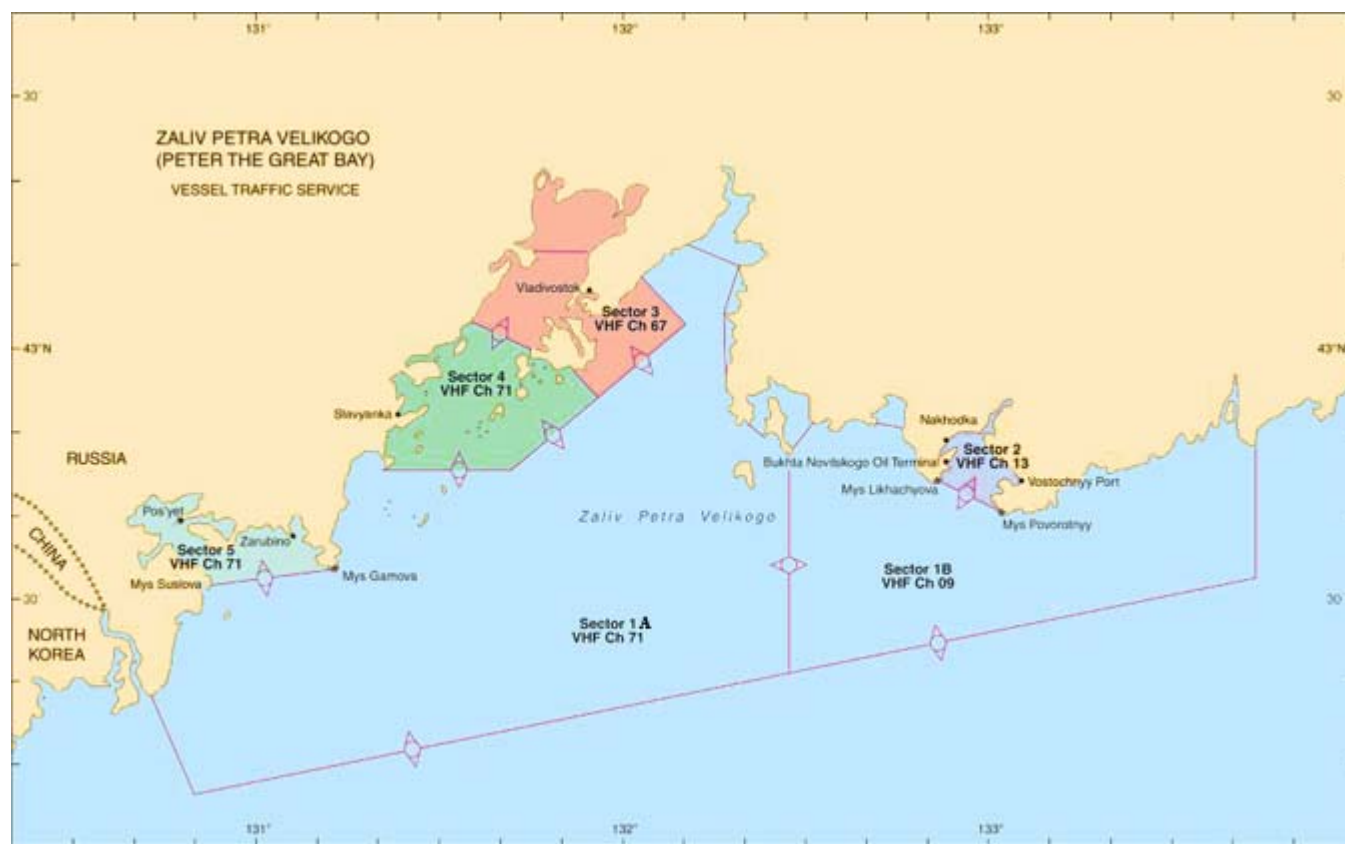 131°
132°
133°
30'
30'
ZALIV PETRA VELIKOGO
(PETER THE GREAT BAY)
VESSEL TRAFFIC SERVICE
Vladivostok
Sector 3
VHF Ch 67
43°N
43°N
Sector 4
VHF Ch 71
Slavyanka
Nakhodka
Sector 2
VHF Ch 13
RUSSIA
Bukhta Novitskogo Oil Terminal
Vostochnyy Port
Mys Likhachyova
Pos'yet
Zaliv Petra Velikogo
Mys Povorotnyy
CHINA
Zarubino
Sector 5
VHF Ch 71
Mys Suslova
Mys Gamova
Sector 1B
VHF Ch 09
30
Sector 1 A
VHF Ch 71
NORTH
KOREA
131°
132°
133°